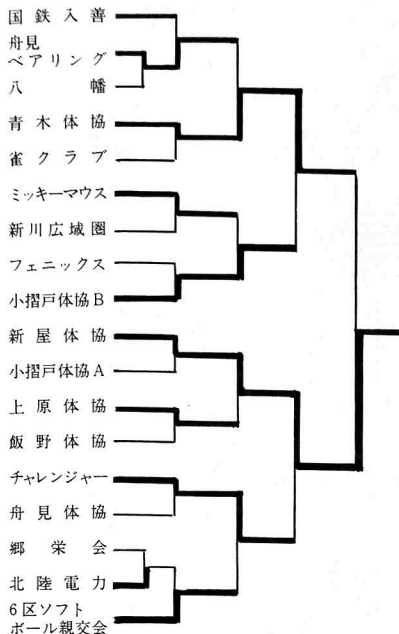 国鉄入善
舟見
ベアリング
八幡
青木体協
雀クラブ
ミッキーマウス
新川広域圏
フェニックス
小摺戸体協B
新屋体協
小摺戸体協A
上原体協
飯野体協
チャレンジャー
舟見体協
郷栄会
北陸電力
6区ソフト
ボール親交会